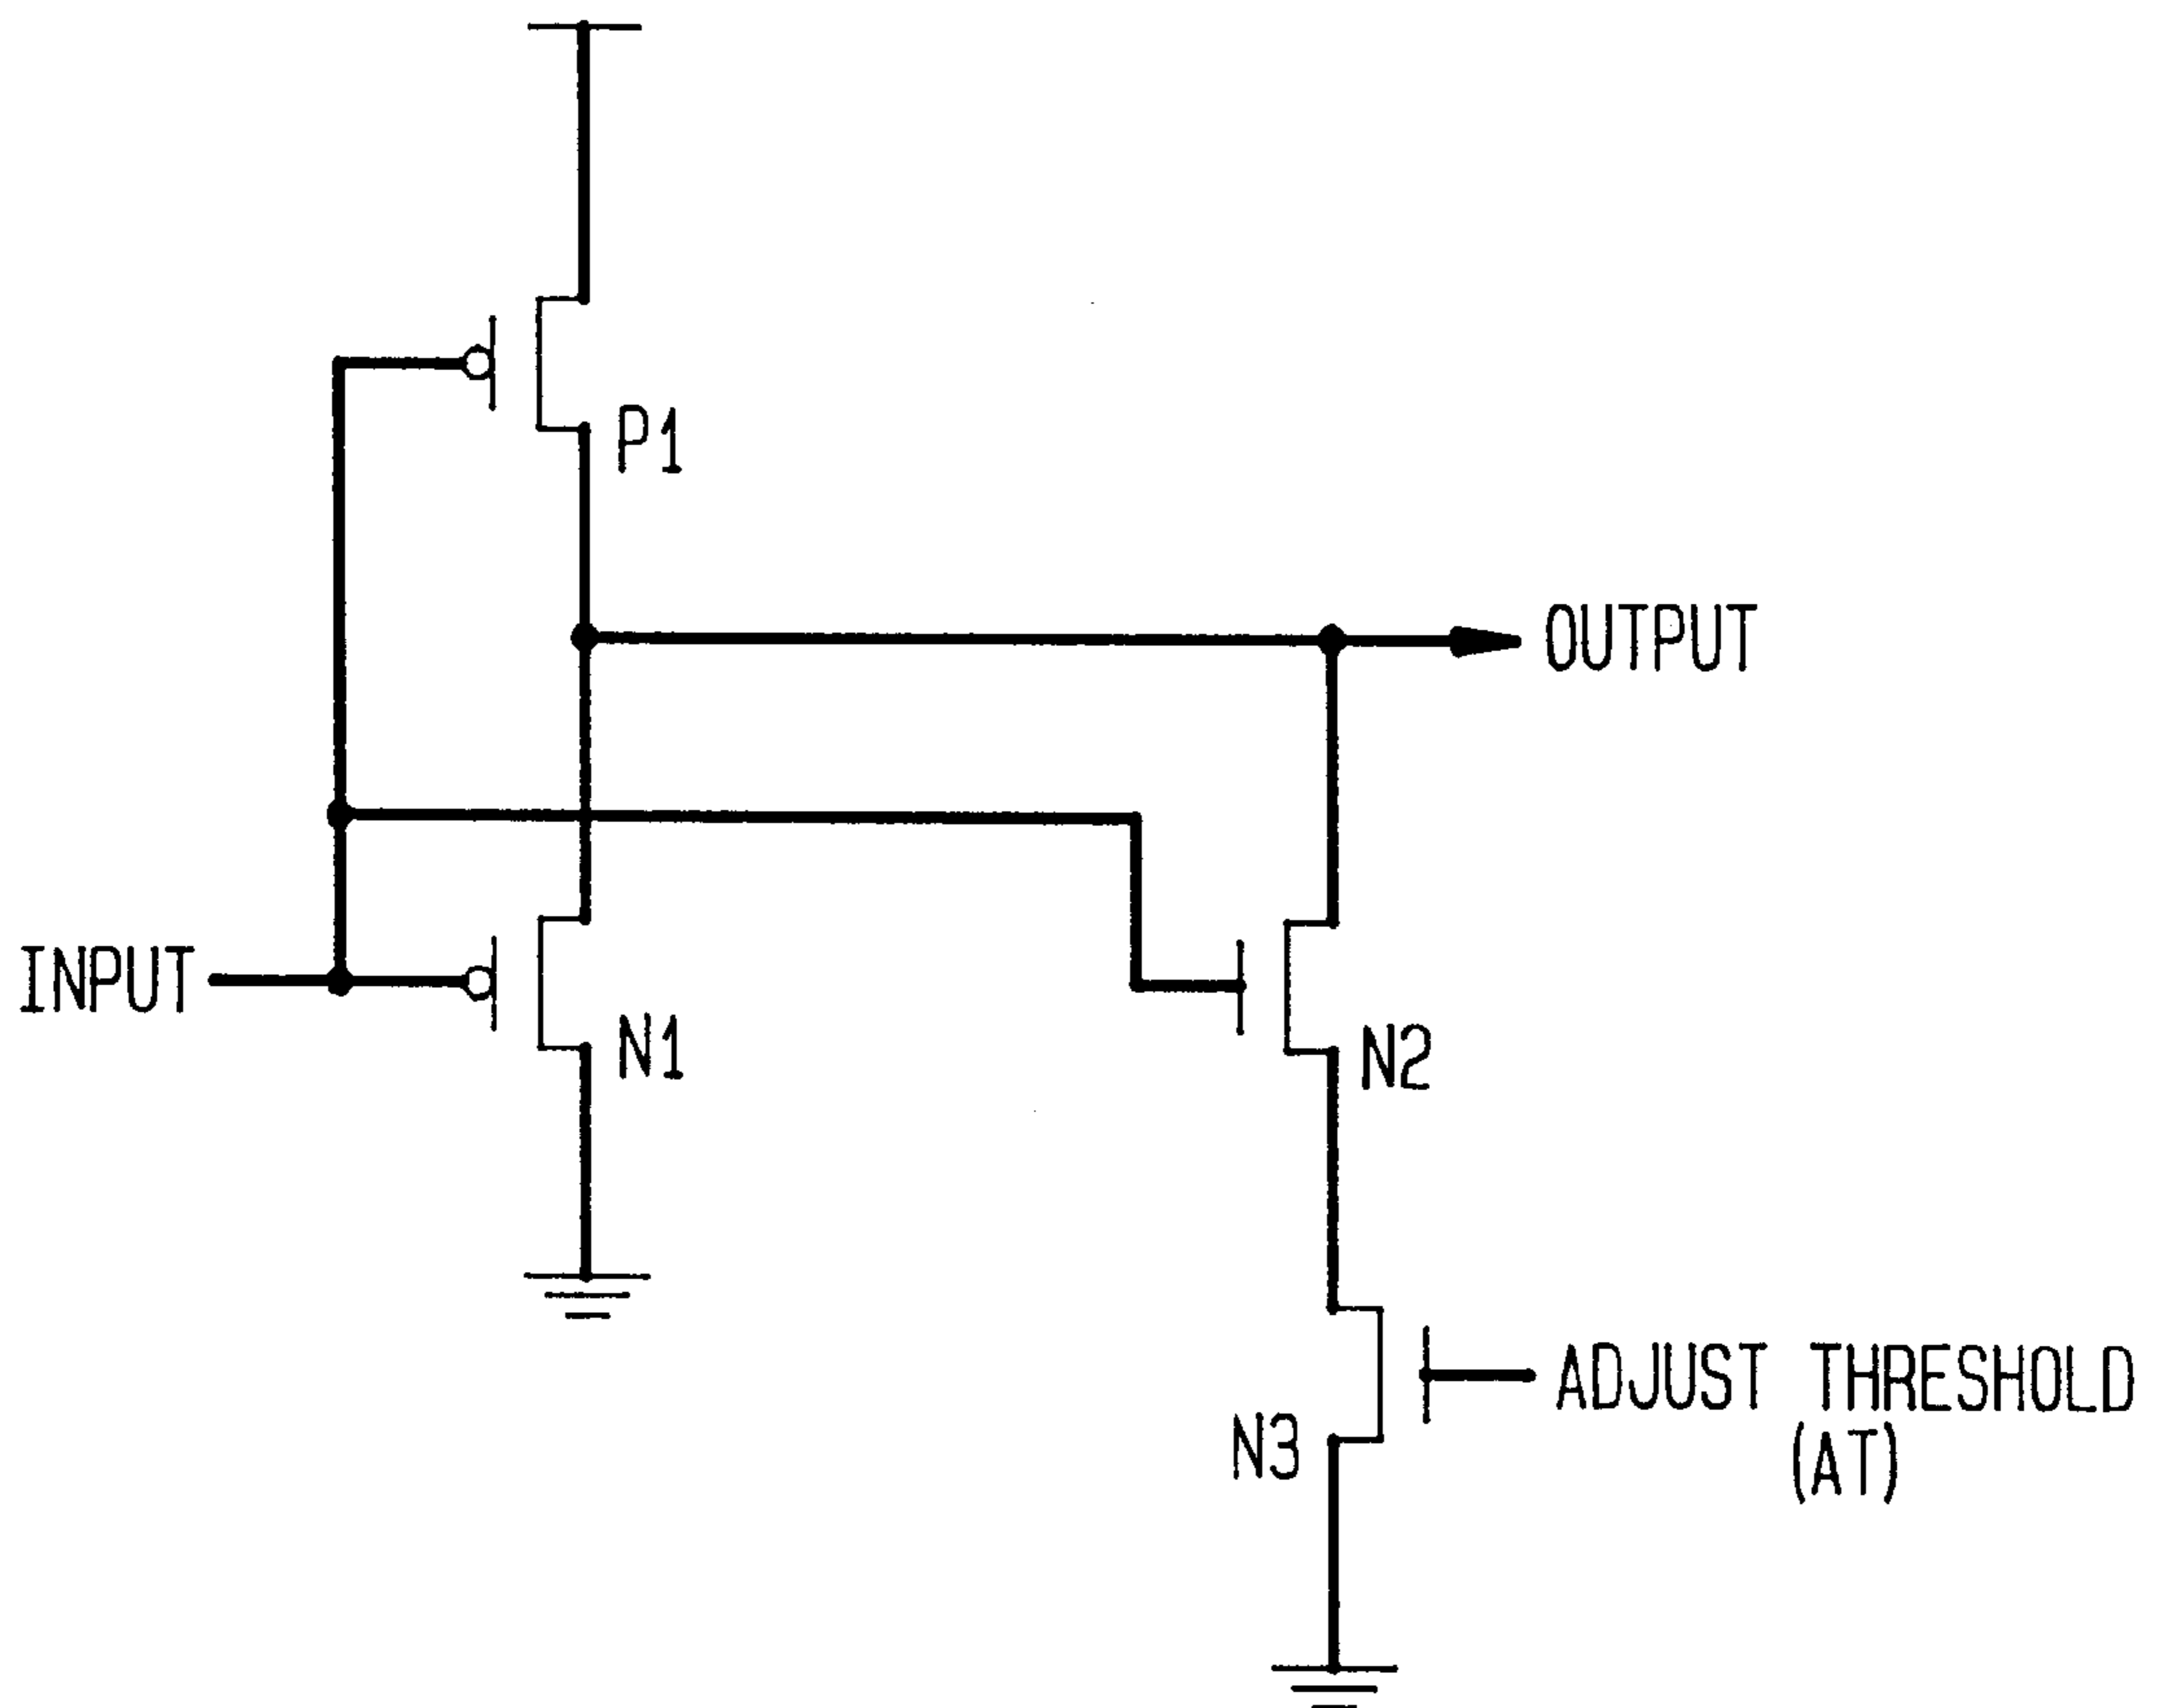 P1
OUTPUT
INPUT
N1
N2
N3
ADJUST THRESHOLD
(AT)